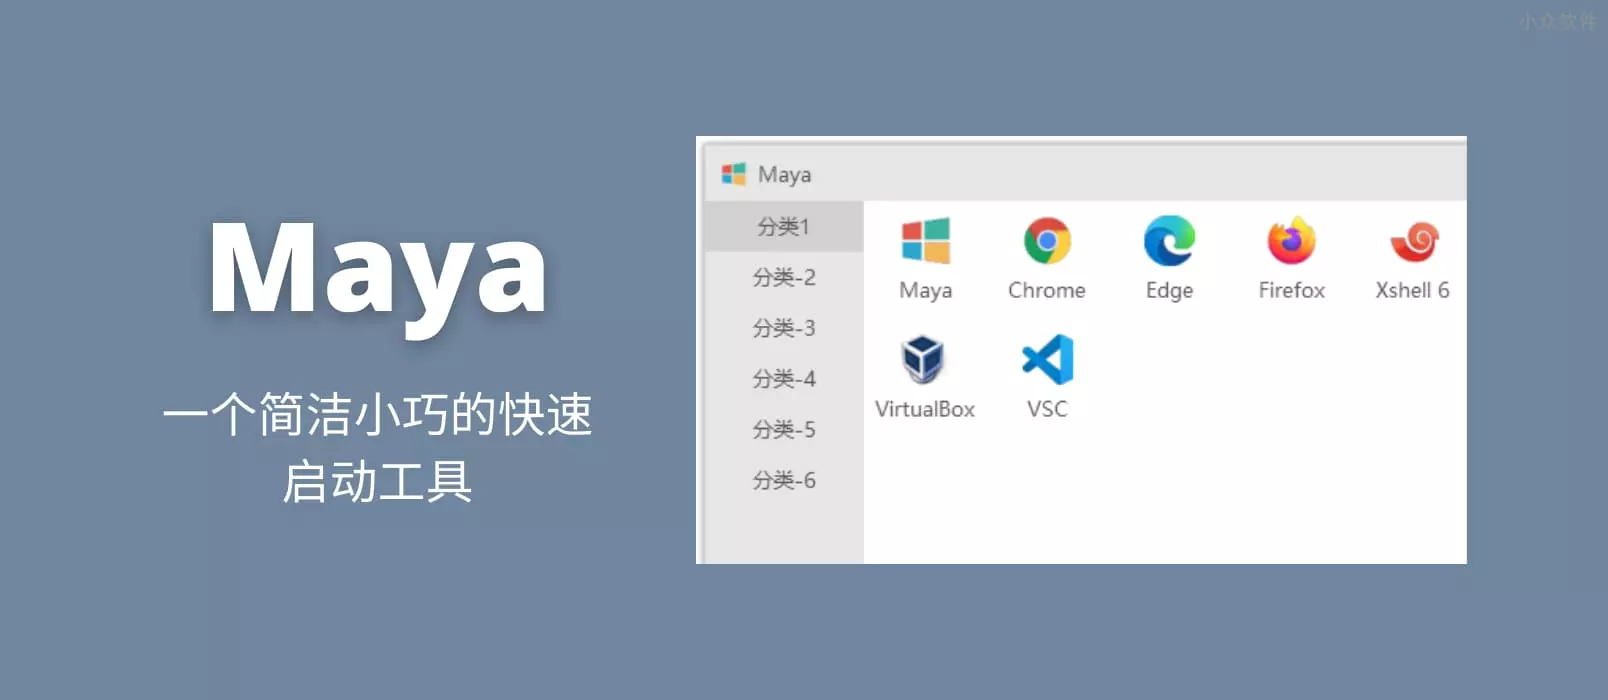 小众软件
Maya
一个简洁小巧的快速
启动工具
Maya
分类1
分类-2
分类-3
分类-4
分类-5
分类-6
Maya Chrome Edge Firefox Xshell 6
VirtualBox VSC